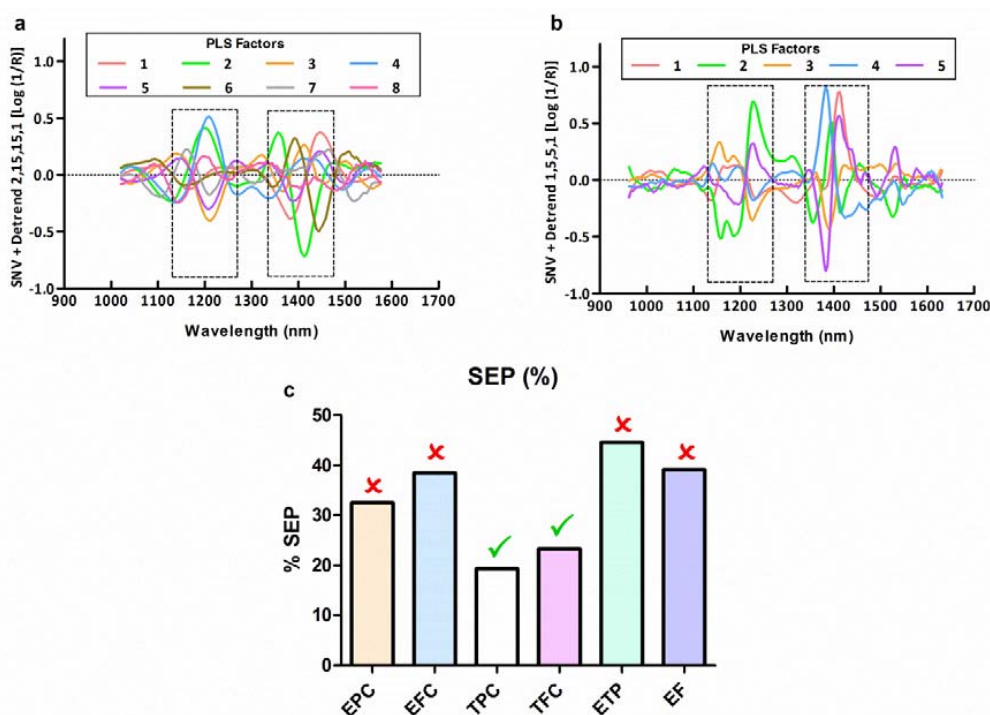 a
PLS Factors
1 2 3 4
5 6 7 8
SNV + Detrend 2,15,15,1 [Log (1/R)]
1.0
0.5
0.0
-0.5
-1.0
900 1000 1100 1200 1300 1400 1500 1600 1700
Wavelength (nm)
b
PLS Factors
1 2 3 4 5
SNV + Detrend 1,5,5,1 [Log (1/R)]
1.0
0.5
0.0
-0.5
-1.0
900 1000 1100 1200 1300 1400 1500 1600 1700
Wavelength (nm)
c
SEP (%)
% SEP
50
40
30
20
10
0
EPC EFC TPC TFC ETP EF